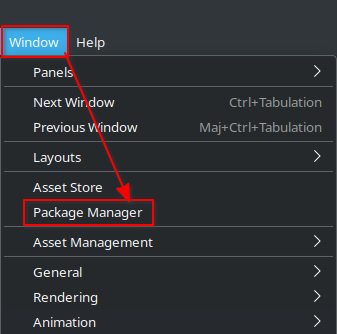 Window Help
Panels
Next Window Ctrl+Tabulation
Previous Window Maj+Ctrl+Tabulation
Layouts
Asset Store
Package Manager
Asset Management
General
Rendering
Animation